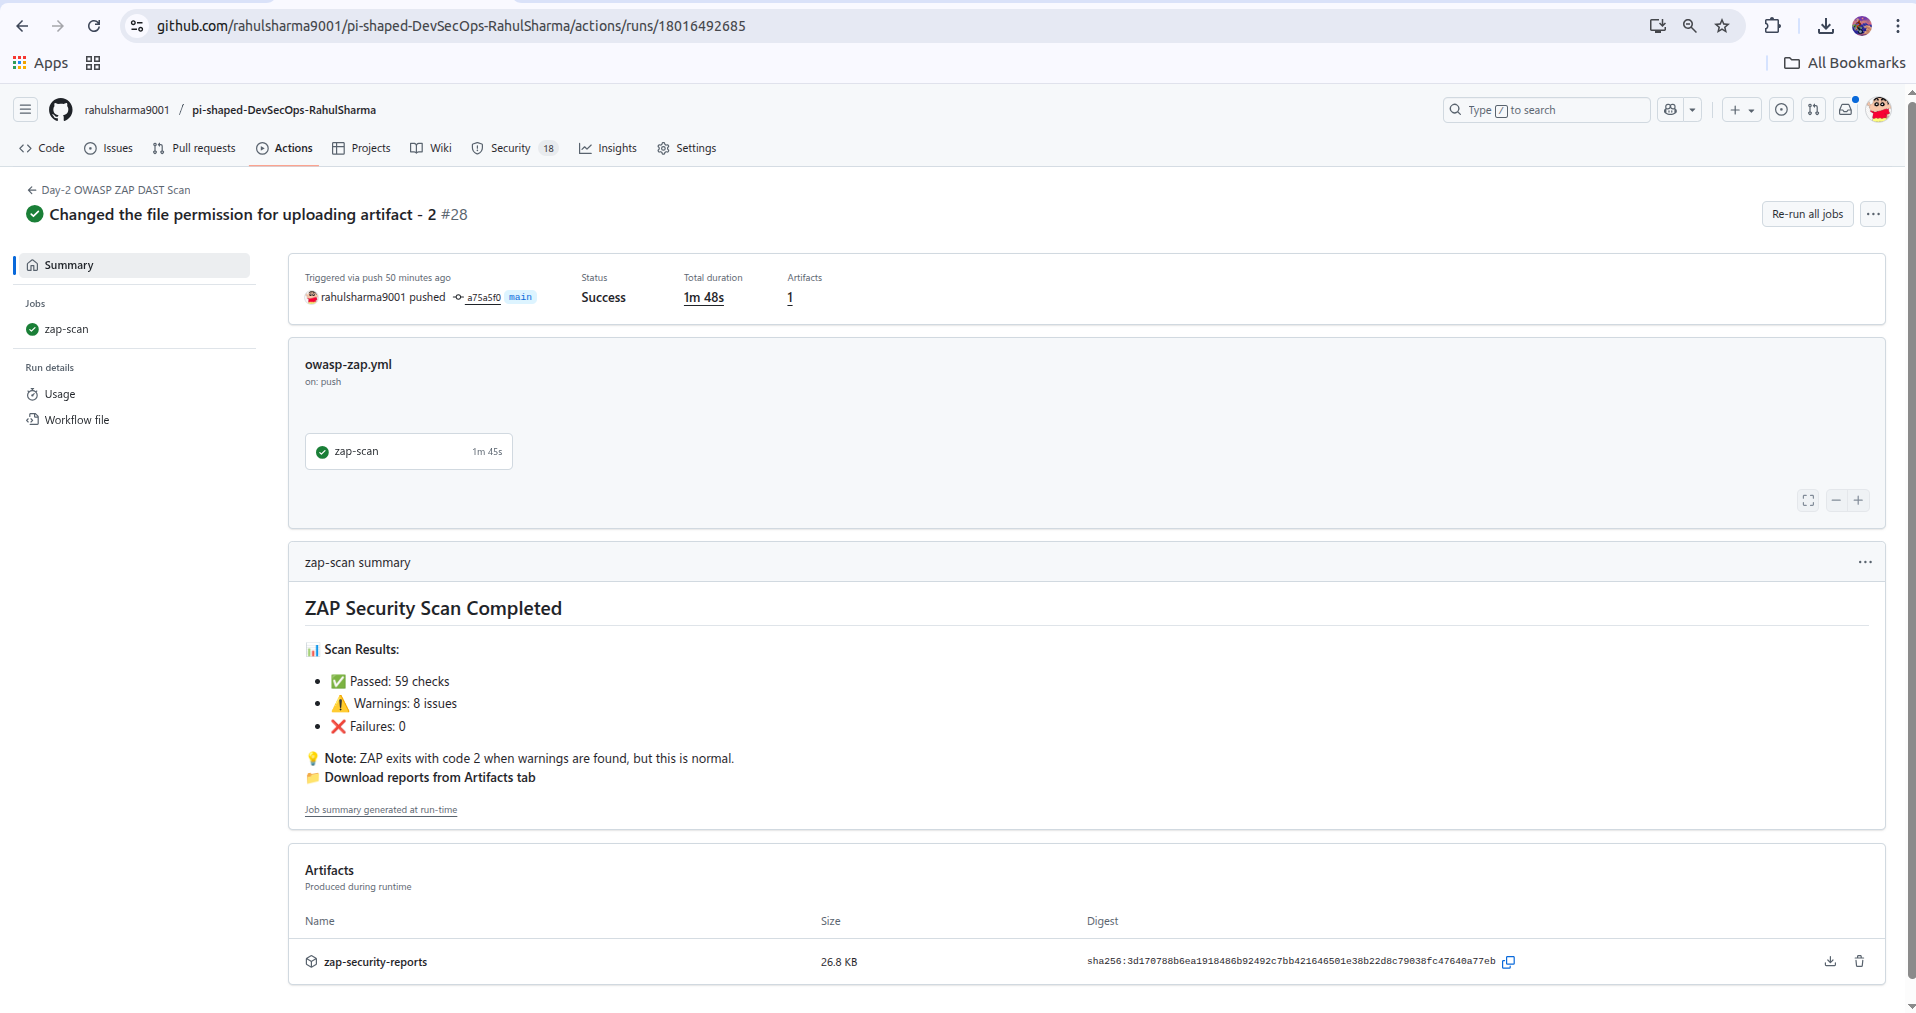 github.com/rahulsharma9001/pi-shaped-DevSecOps-RahulSharma/actions/runs/18016492685
Apps
All Bookmarks
rahulsharma9001 / pi-shaped-DevSecOps-RahulSharma
Type / to search
Code Issues Pull requests Actions Projects Wiki Security 18 Insights Settings
← Day-2 OWASP ZAP DAST Scan
Changed the file permission for uploading artifact - 2 #28
Re-run all jobs
Summary
Jobs
zap-scan
Run details
Usage
Workflow file
Triggered via push 50 minutes ago Status Total duration Artifacts
rahulsharma9001 pushed a75a5f0 main Success 1m 48s 1
owasp-zap.yml
on: push
zap-scan 1m 45s
zap-scan summary
ZAP Security Scan Completed
📊 Scan Results:
• ✅ Passed: 59 checks
• ⚠️ Warnings: 8 issues
• ❌ Failures: 0
💡 Note: ZAP exits with code 2 when warnings are found, but this is normal.
📁 Download reports from Artifacts tab
Job summary generated at run-time
Artifacts
Produced during runtime
Name Size Digest
zap-security-reports 26.8 KB sha256:3d170788b6ea1918486b92492c7bb421646501e38b22d8c79038fc47640a77eb